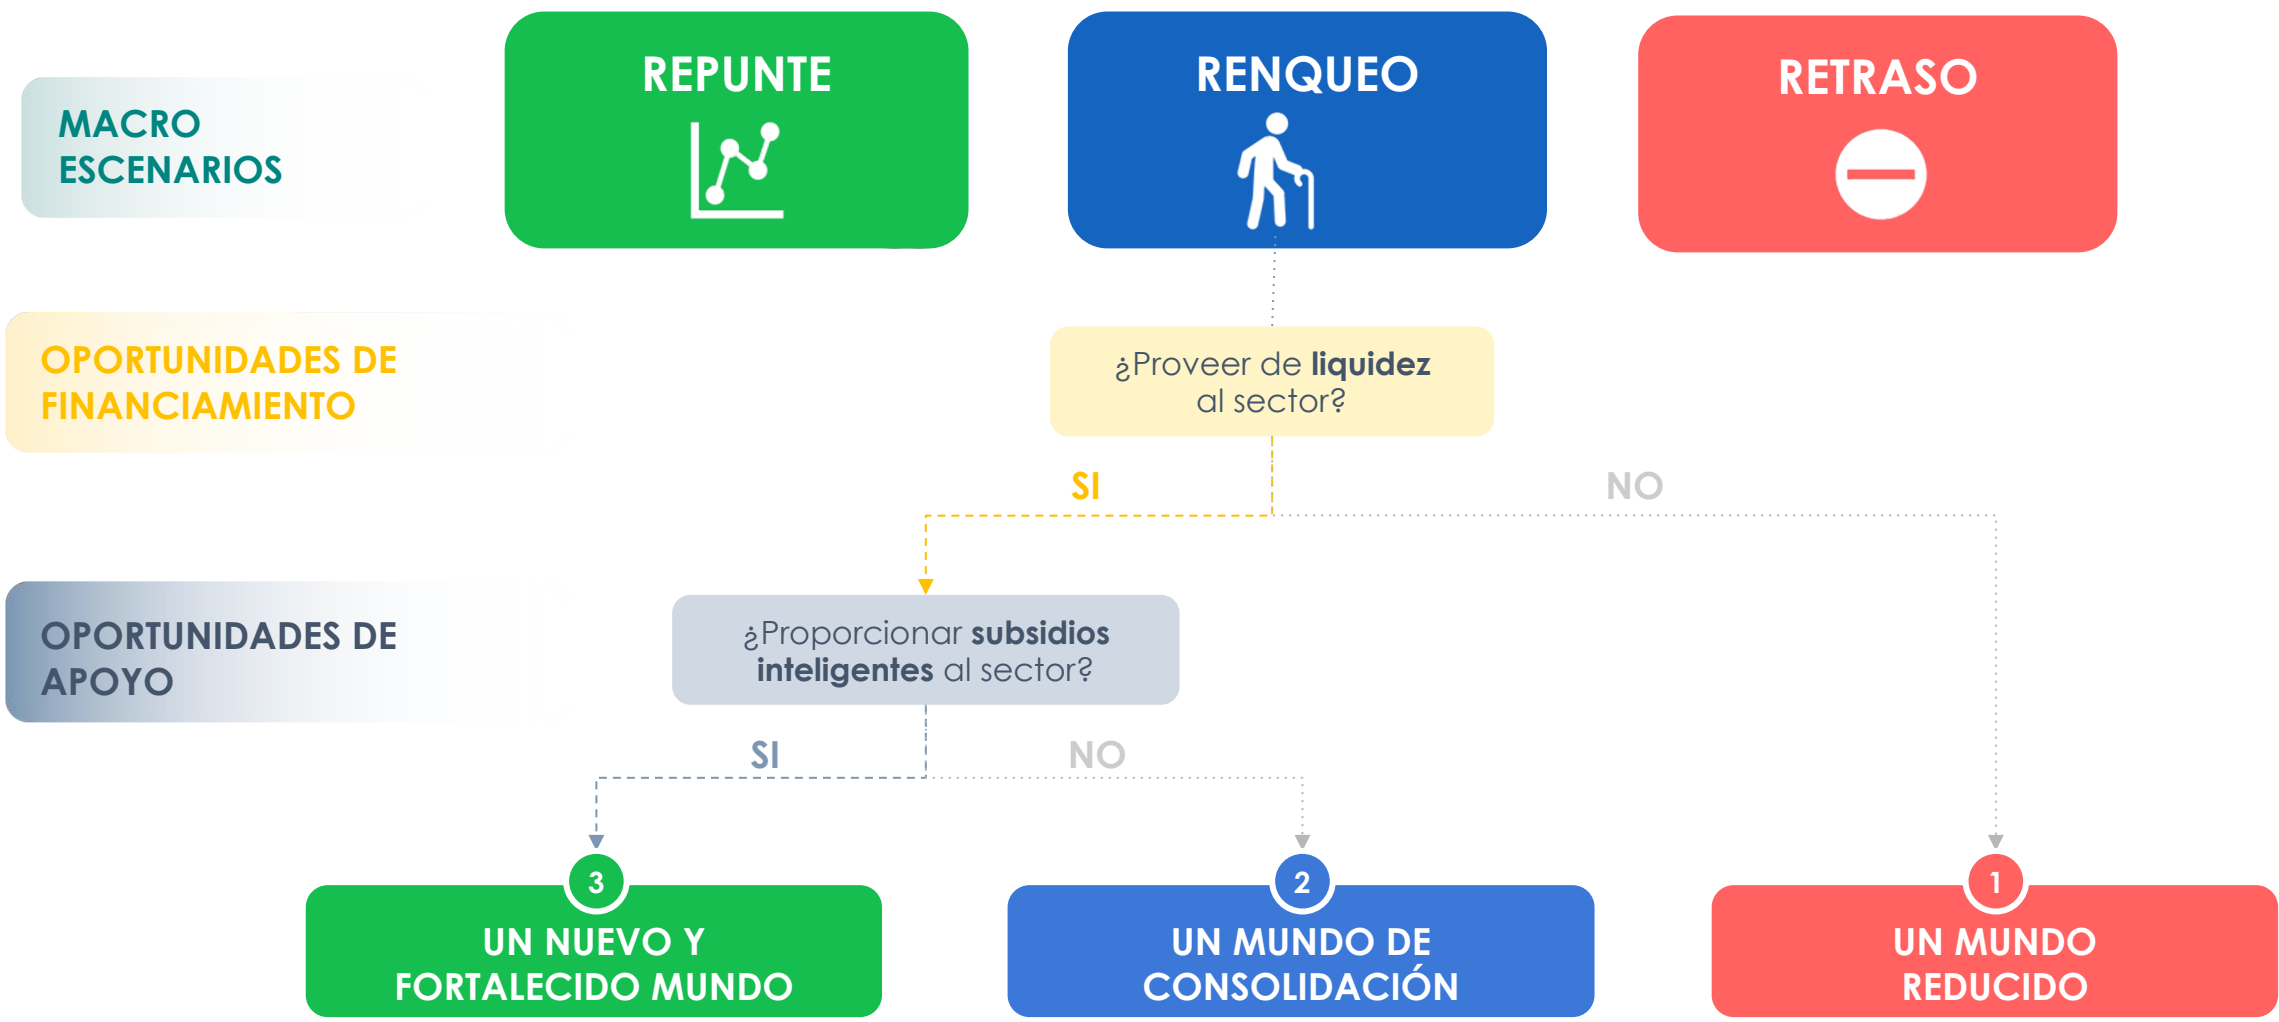 REPUNTE
RENQUEO
RETRASO
MACRO
ESCENARIOS
OPORTUNIDADES DE
FINANCIAMIENTO
¿Proveer de liquidez
al sector?
SI
NO
OPORTUNIDADES DE
APOYO
¿Proporcionar subsidios
inteligentes al sector?
SI
NO
3
UN NUEVO Y
FORTALECIDO MUNDO
2
UN MUNDO DE
CONSOLIDACIÓN
1
UN MUNDO
REDUCIDO